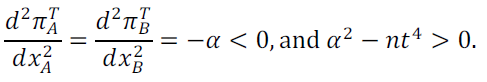 d²π_A^T/dx_A² = d²π_B^T/dx_B² = −α < 0, and α² − nt⁴ > 0.